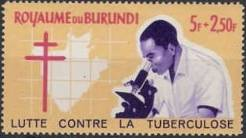 ROYAUME DU BURUNDI
5F+2,50F
LUTTE CONTRE LA TUBERCULOSE